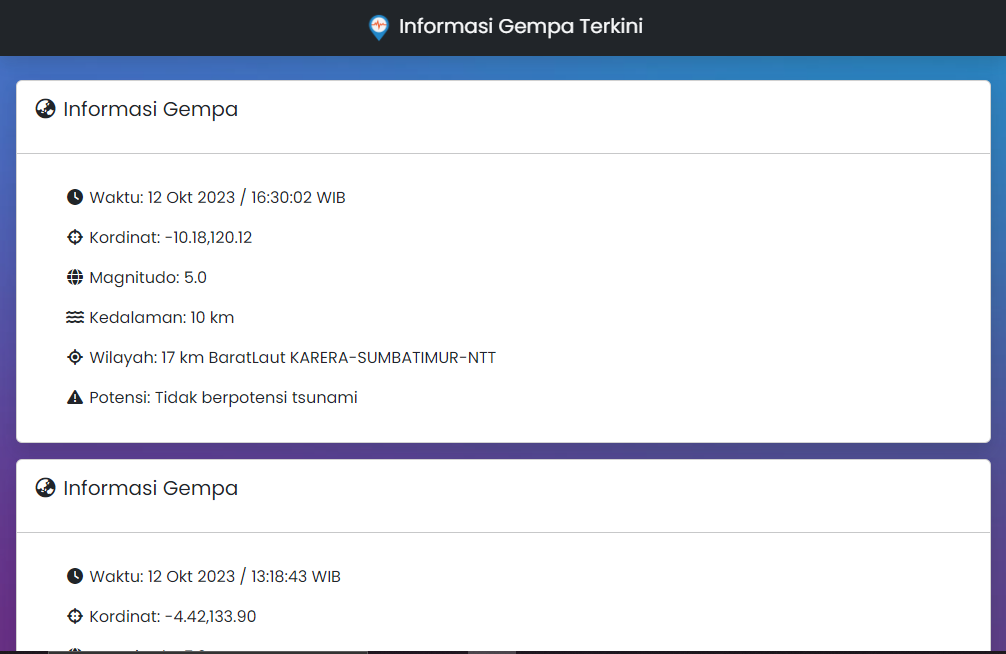 Informasi Gempa Terkini
Informasi Gempa
Waktu: 12 Okt 2023 / 16:30:02 WIB
Kordinat: -10.18,120.12
Magnitudo: 5.0
Kedalaman: 10 km
Wilayah: 17 km BaratLaut KARERA-SUMBATIMUR-NTT
Potensi: Tidak berpotensi tsunami
Informasi Gempa
Waktu: 12 Okt 2023 / 13:18:43 WIB
Kordinat: -4.42,133.90